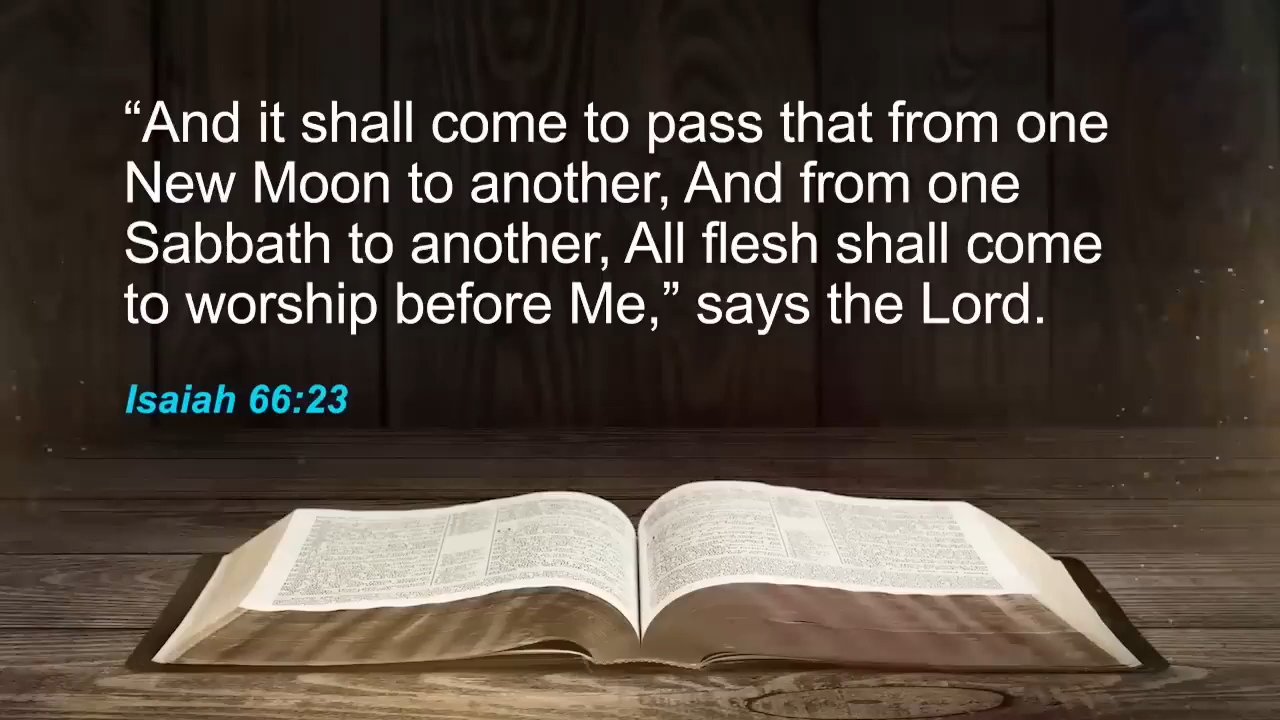 “And it shall come to pass that from one
New Moon to another, And from one
Sabbath to another, All flesh shall come
to worship before Me,” says the Lord.
Isaiah 66:23